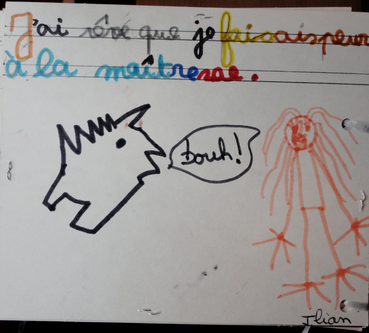 J'ai rêvé que je faisais peur
à la maîtresse.
bouh!
Ilian